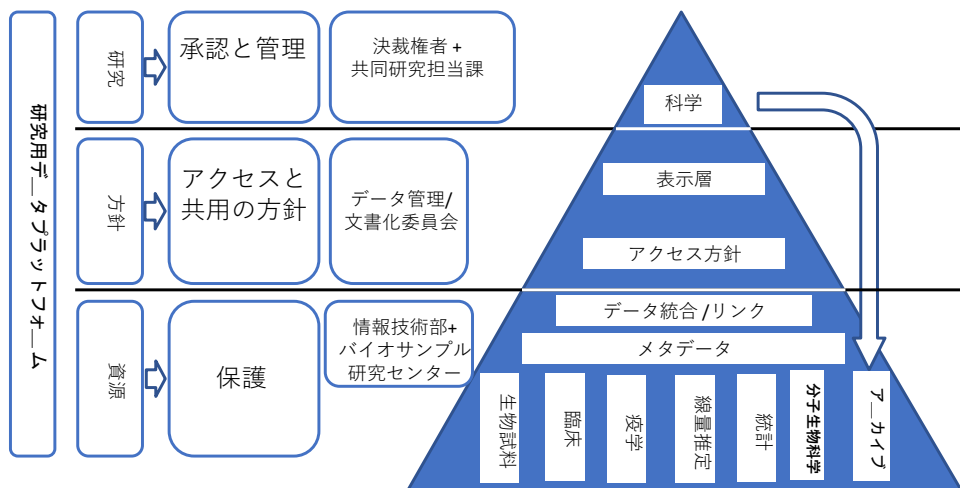 研究用デ__タプラットフォ__ム
研究
承認と管理
決裁権者 +
共同研究担当課
科学
方針
アクセスと
共用の方針
データ管理/
文書化委員会
表示層
アクセス方針
資源
保護
情報技術部+
バイオサンプル
研究センター
データ統合 /リンク
メタデータ
生物試料
臨床
疫学
線量推定
統計
分子生物科学
ア__カイブ